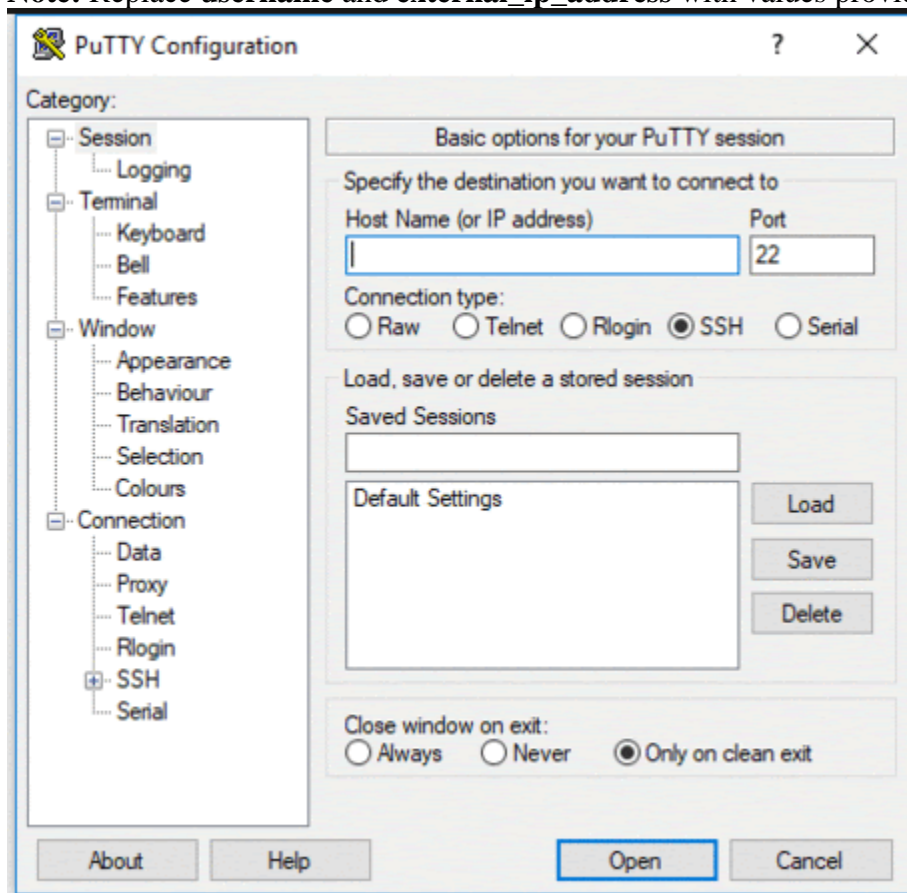 Note: Replace username and external_ip_address with values provid
PuTTY Configuration ? ×
Category:
Session
Logging
Terminal
Keyboard
Bell
Features
Window
Appearance
Behaviour
Translation
Selection
Colours
Connection
Data
Proxy
Telnet
Rlogin
SSH
Serial
Basic options for your PuTTY session
Specify the destination you want to connect to
Host Name (or IP address) Port
22
Connection type:
Raw Telnet Rlogin SSH Serial
Load, save or delete a stored session
Saved Sessions
Default Settings
Load
Save
Delete
Close window on exit:
Always Never Only on clean exit
About Help Open Cancel